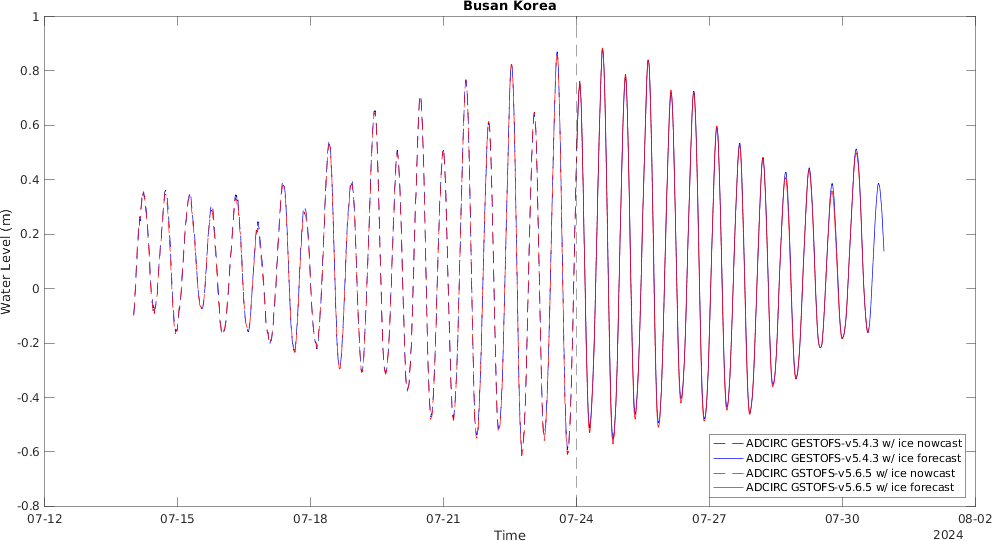 Busan Korea
1
0.8
0.6
0.4
0.2
0
-0.2
-0.4
-0.6
-0.8
Water Level (m)
ADCIRC GESTOFS-v5.4.3 w/ ice nowcast
ADCIRC GESTOFS-v5.4.3 w/ ice forecast
ADCIRC GSTOFS-v5.6.5 w/ ice nowcast
ADCIRC GSTOFS-v5.6.5 w/ ice forecast
07-12 07-15 07-18 07-21 07-24 07-27 07-30 08-02
Time
2024